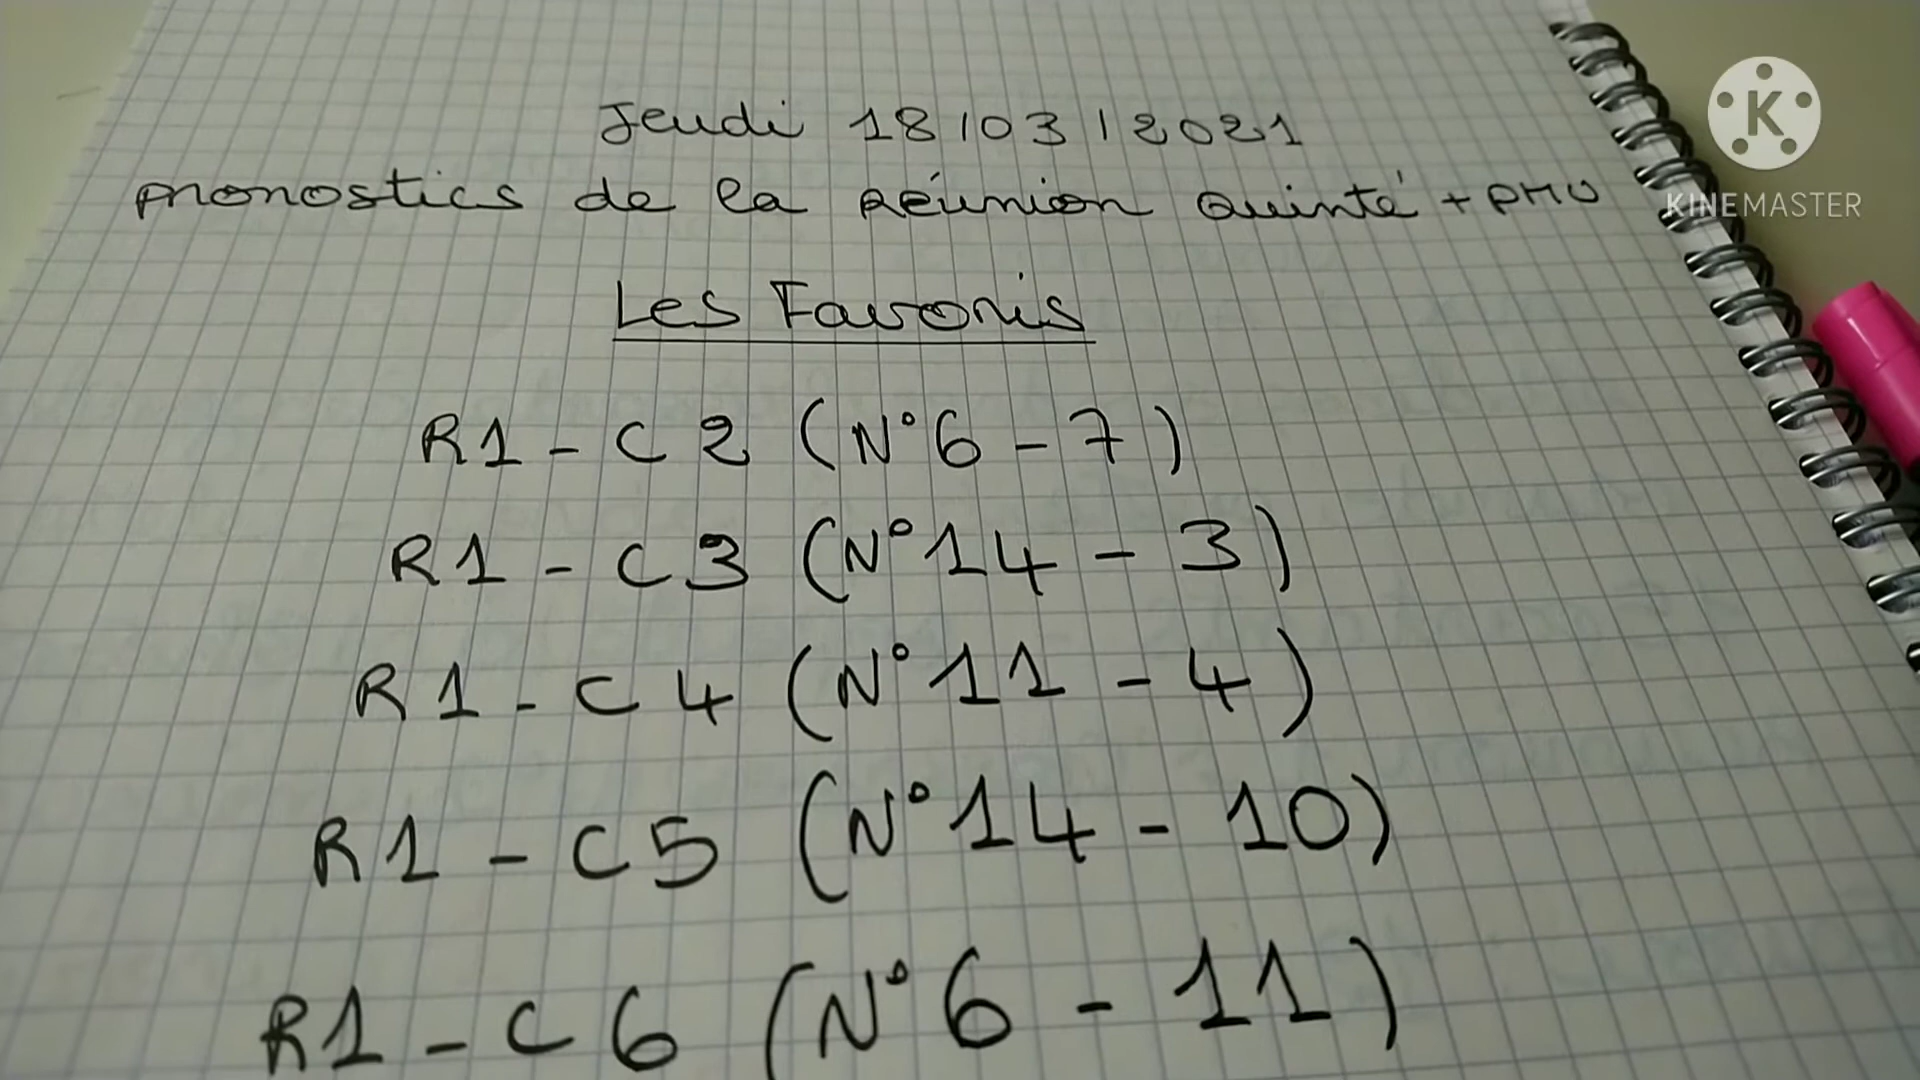 Jeudi 18/03/2021
pronostics de la Réunion Quinté + PMU
Les Favoris
R1 - C2 (N°6 - 7)
R1 - C3 (N°14 - 3)
R1 - C4 (N°11 - 4)
R1 - C5 (N°14 - 10)
R1 - C6 (N°6 - 11)
K
KINEMASTER